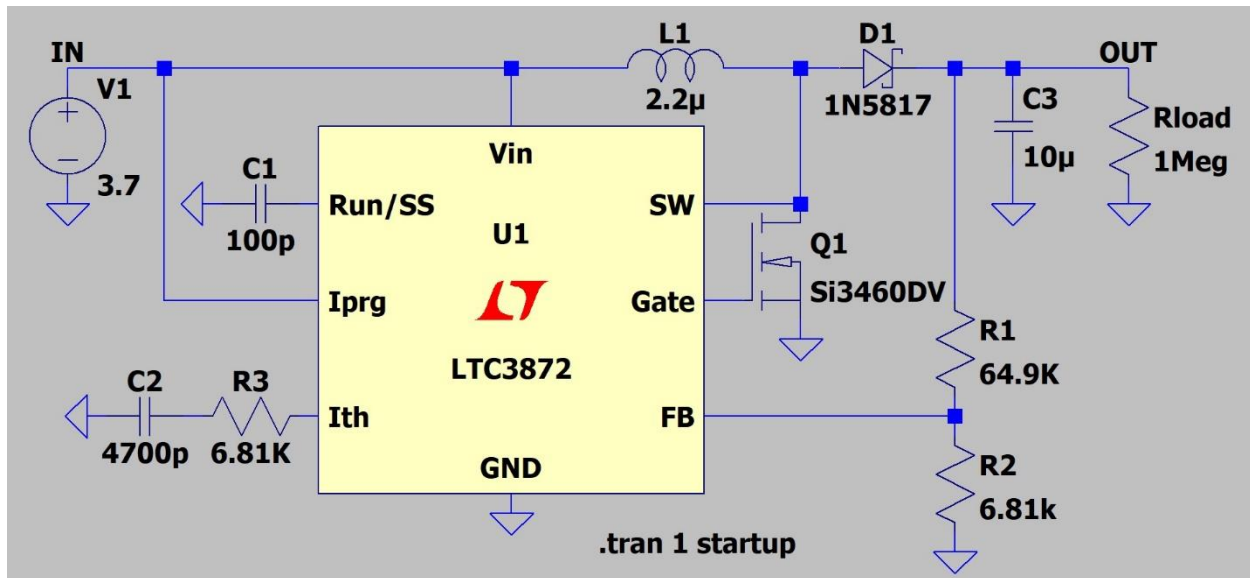 IN
V1
3.7
L1
2.2µ
D1
1N5817
OUT
C3
10µ
Rload
1Meg
C1
100p
Vin
Run/SS
SW
U1
Q1
Si3460DV
Iprg
Gate
LTC3872
R1
64.9K
C2
4700p
R3
6.81K
Ith
FB
GND
R2
6.81k
.tran 1 startup